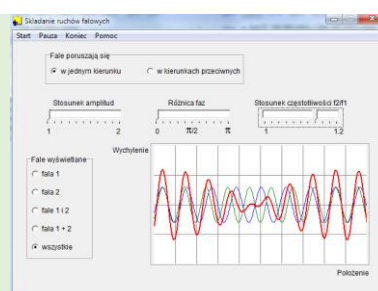 Składanie ruchów falowych
Start Pauza Koniec Pomoc
Fale poruszają się
w jednym kierunku w kierunkach przeciwnych
Stosunek amplitud Różnica faz Stosunek częstotliwości f2/f1
1 2 0 π/2 π 1 1.2
Fale wyświetlane
fala 1
fala 2
fale 1 i 2
fala 1 + 2
wszystkie
Wychylenie
Położenie